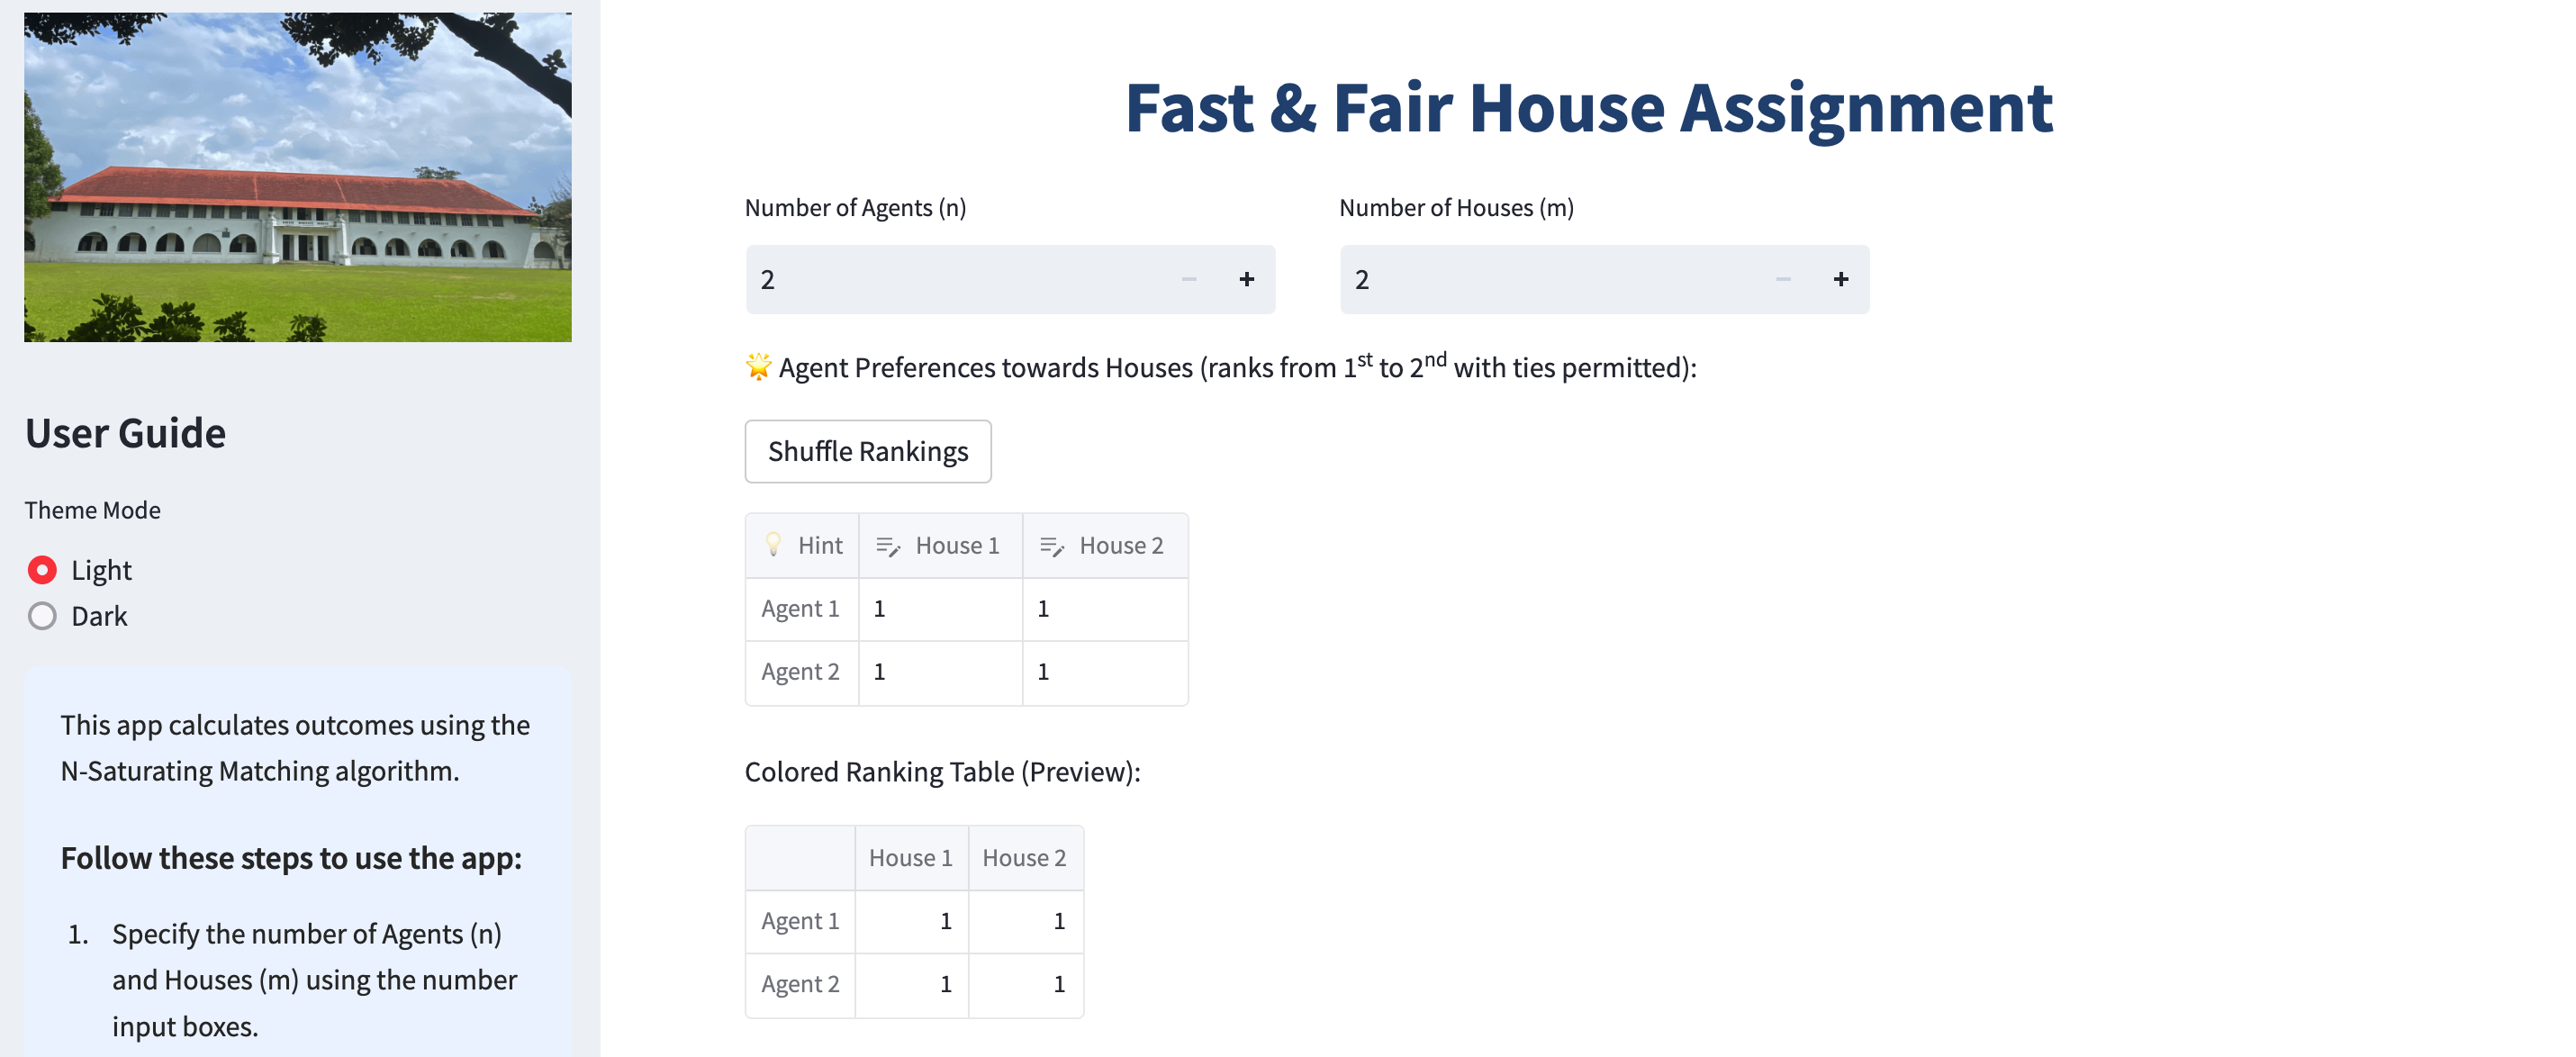 User Guide
Theme Mode
Light
Dark
This app calculates outcomes using the
N-Saturating Matching algorithm.
Follow these steps to use the app:
1. Specify the number of Agents (n)
and Houses (m) using the number
input boxes.
Fast & Fair House Assignment
Number of Agents (n)
2 − +
Number of Houses (m)
2 − +
🌟 Agent Preferences towards Houses (ranks from 1st to 2nd with ties permitted):
Shuffle Rankings
💡 Hint House 1 House 2
Agent 1 1 1
Agent 2 1 1
Colored Ranking Table (Preview):
House 1 House 2
Agent 1 1 1
Agent 2 1 1